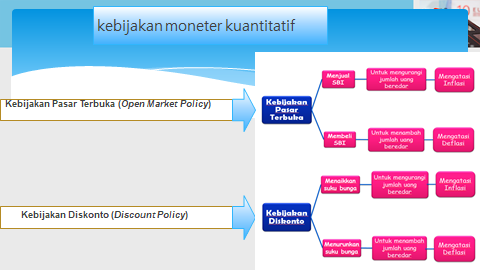 kebijakan moneter kuantitatif
Kebijakan Pasar Terbuka (Open Market Policy)
Kebijakan
Pasar
Terbuka
Menjual
SBI
Untuk mengurangi
jumlah uang
beredar
Mengatasi
Inflasi
Membeli
SBI
Untuk menambah
jumlah uang
beredar
Mengatasi
Deflasi
Kebijakan Diskonto (Discount Policy)
Kebijakan
Diskonto
Menaikkan
suku bunga
Untuk mengurangi
jumlah uang
beredar
Mengatasi
Inflasi
Menurunkan
suku bunga
Untuk menambah
jumlah uang
beredar
Mengatasi
Deflasi